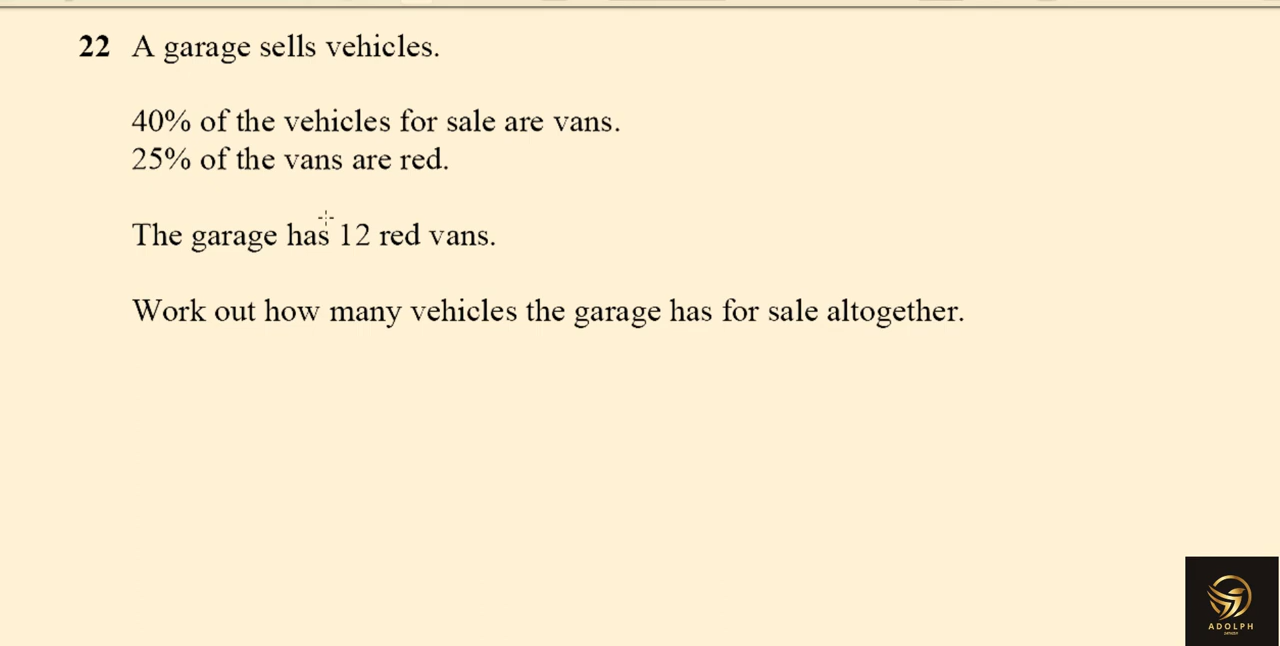 22 A garage sells vehicles.
40% of the vehicles for sale are vans.
25% of the vans are red.
The garage has 12 red vans.
Work out how many vehicles the garage has for sale altogether.
ADOLPH